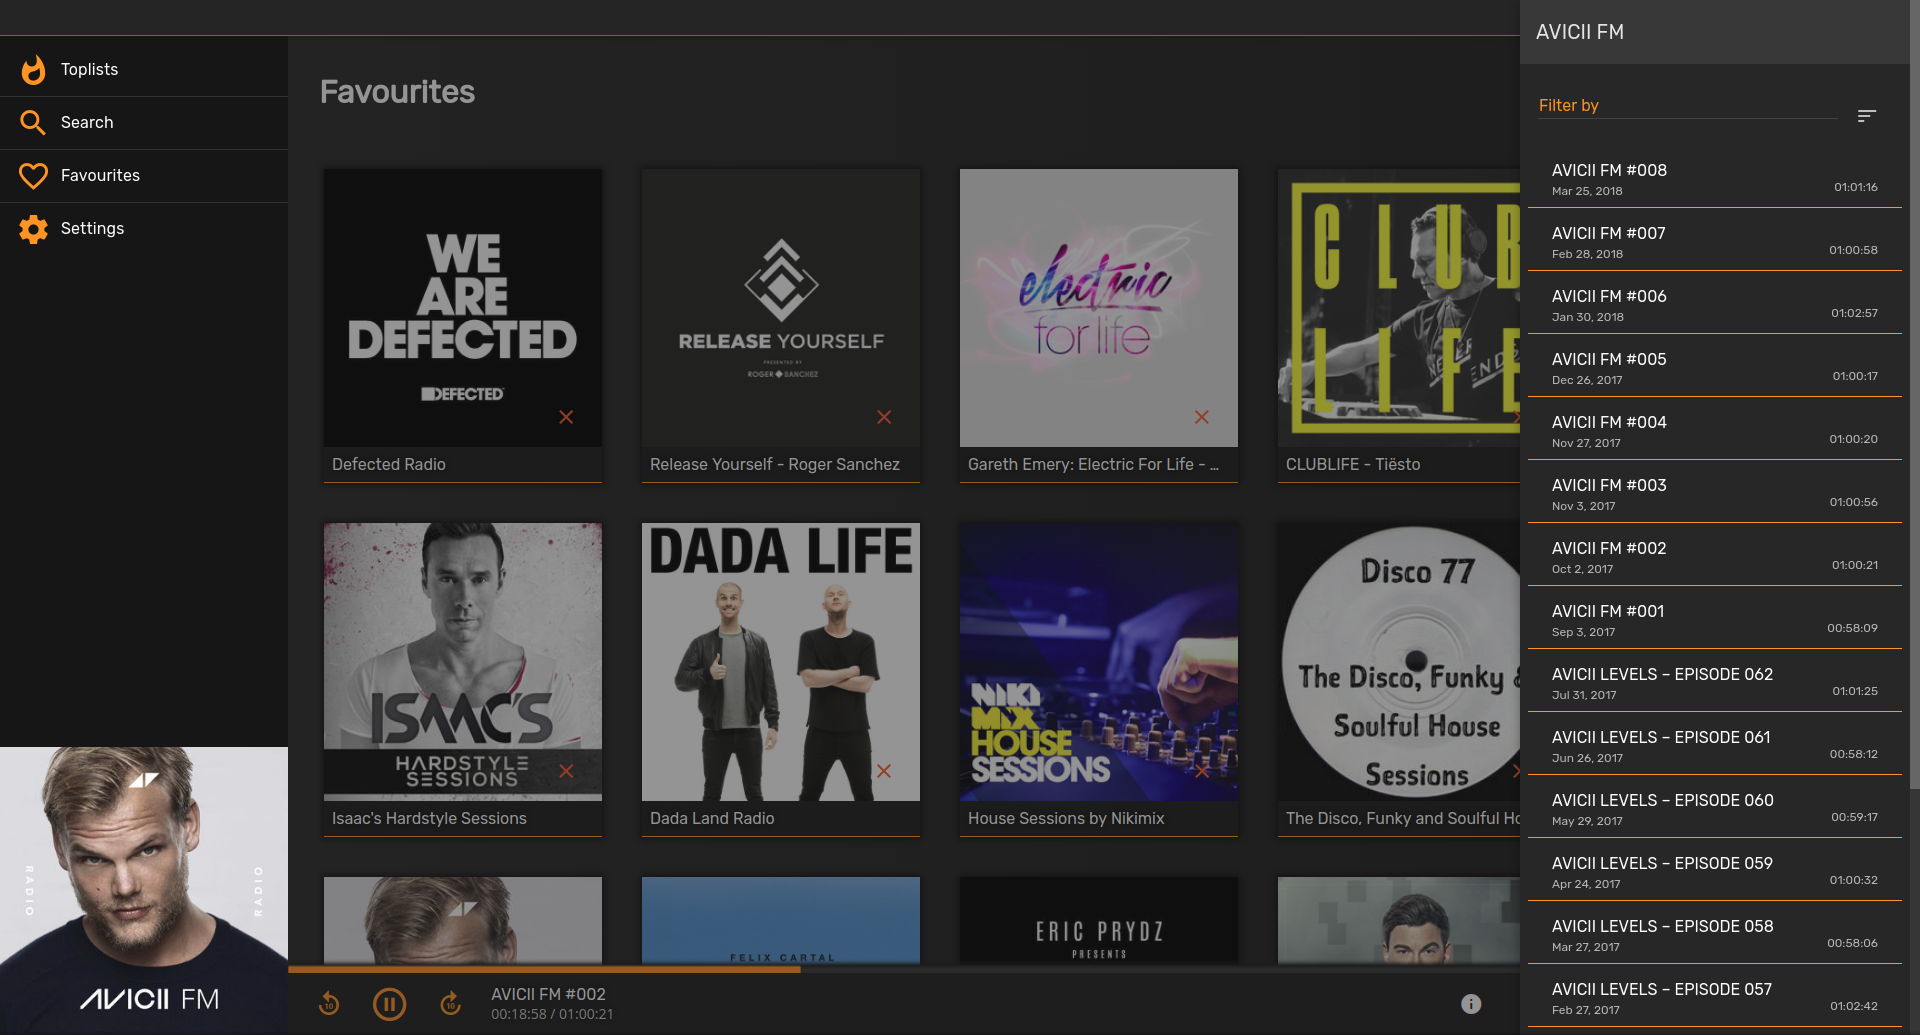 Toplists
Search
Favourites
Settings
RADIO
RADIO
AVICII FM
Favourites
WE
ARE
DEFECTED
DEFECTED
Defected Radio
RELEASE YOURSELF
PRESENTED BY
ROGER SANCHEZ
Release Yourself - Roger Sanchez
electric
for life
Gareth Emery: Electric For Life - ...
CLUB
LIFE
CLUBLIFE - Tiësto
ISAAC'S
HARDSTYLE
SESSIONS
Isaac's Hardstyle Sessions
DADA LIFE
Dada Land Radio
NIKI
MIX
HOUSE
SESSIONS
House Sessions by Nikimix
Disco 77
The Disco, Funky &
Soulful House
Sessions
The Disco, Funky and Soulful Ho
FELIX CARTAL
ERIC PRYDZ
PRESENTS
10
10
AVICII FM #002
00:18:58 / 01:00:21
AVICII FM
Filter by
AVICII FM #008
Mar 25, 2018
01:01:16
AVICII FM #007
Feb 28, 2018
01:00:58
AVICII FM #006
Jan 30, 2018
01:02:57
AVICII FM #005
Dec 26, 2017
01:00:17
AVICII FM #004
Nov 27, 2017
01:00:20
AVICII FM #003
Nov 3, 2017
01:00:56
AVICII FM #002
Oct 2, 2017
01:00:21
AVICII FM #001
Sep 3, 2017
00:58:09
AVICII LEVELS – EPISODE 062
Jul 31, 2017
01:01:25
AVICII LEVELS – EPISODE 061
Jun 26, 2017
00:58:12
AVICII LEVELS – EPISODE 060
May 29, 2017
00:59:17
AVICII LEVELS – EPISODE 059
Apr 24, 2017
01:00:32
AVICII LEVELS – EPISODE 058
Mar 27, 2017
00:58:06
AVICII LEVELS – EPISODE 057
Feb 27, 2017
01:02:42